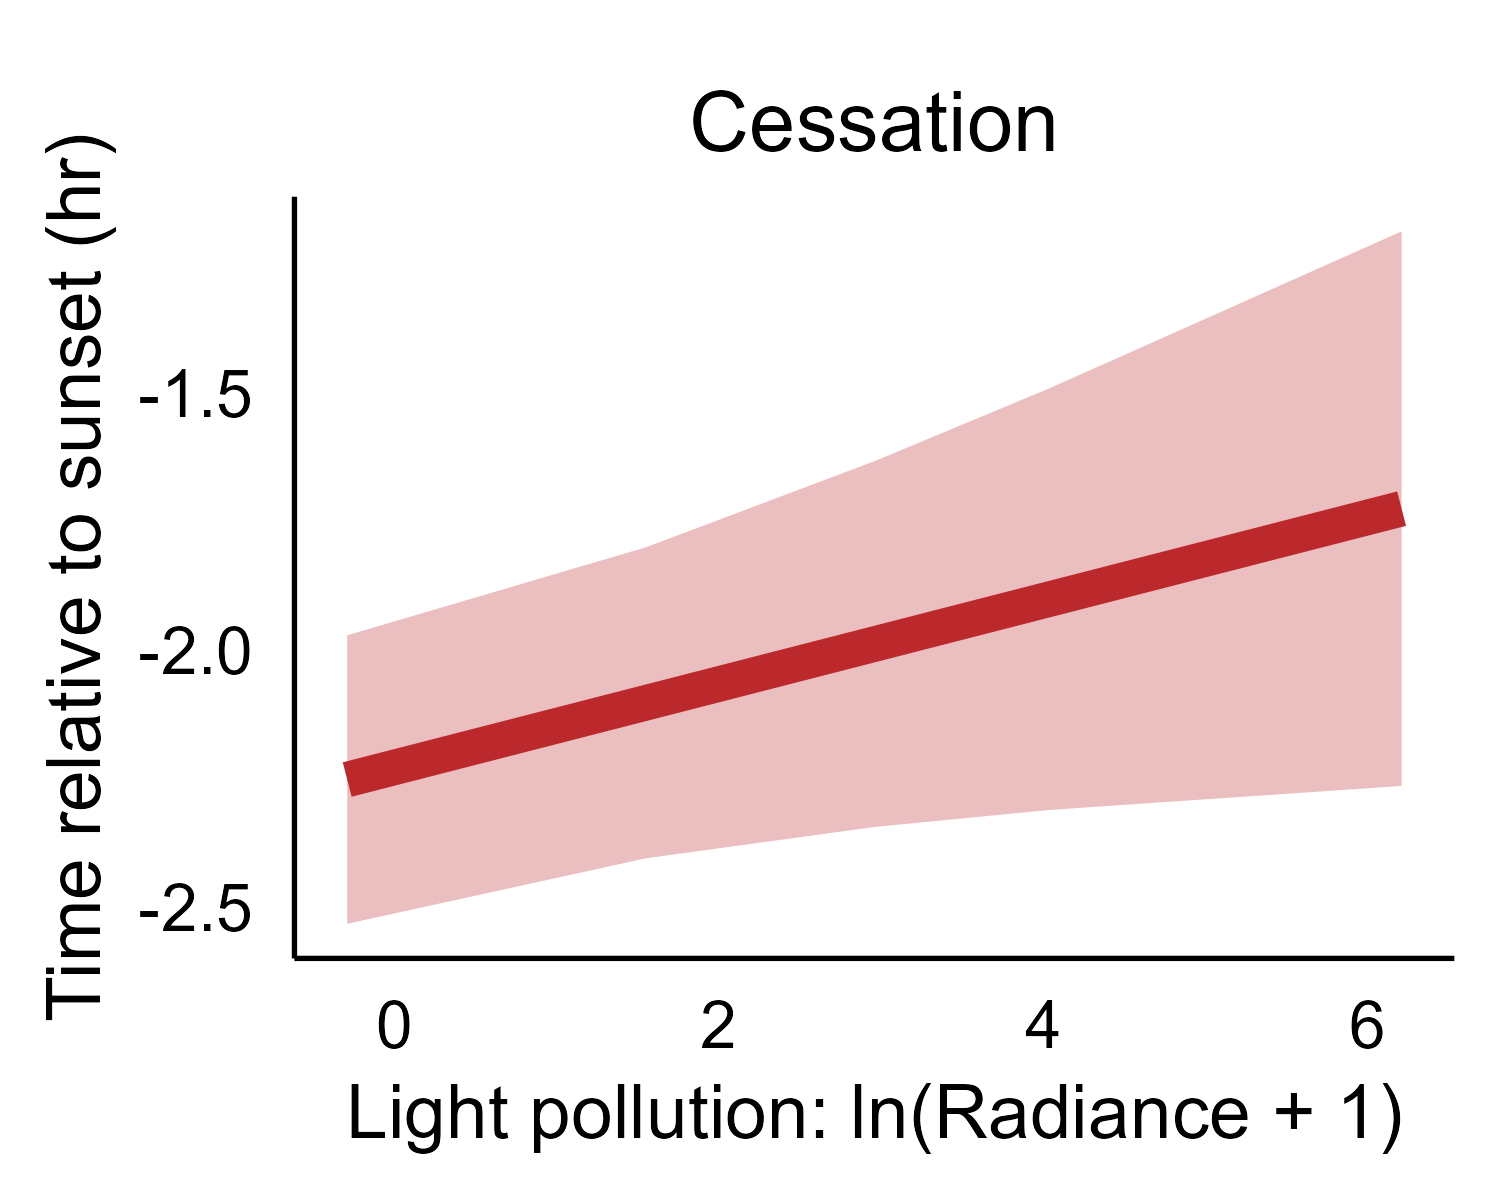 Cessation
Time relative to sunset (hr)
-1.5
-2.0
-2.5
0 2 4 6
Light pollution: ln(Radiance + 1)